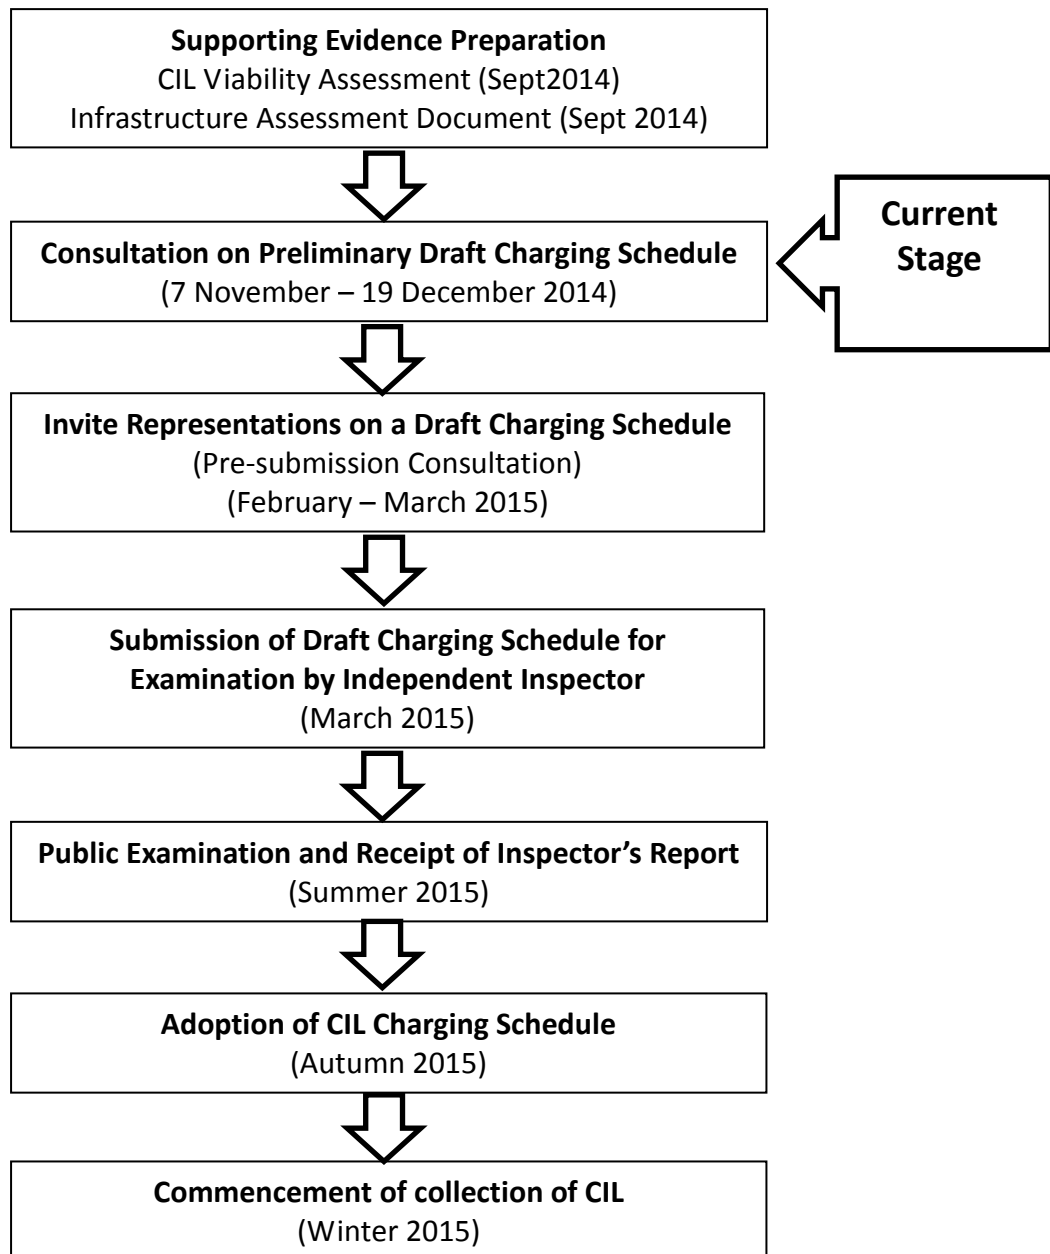 Supporting Evidence Preparation
CIL Viability Assessment (Sept2014)
Infrastructure Assessment Document (Sept 2014)
Consultation on Preliminary Draft Charging Schedule
(7 November – 19 December 2014)
Current
Stage
Invite Representations on a Draft Charging Schedule
(Pre-submission Consultation)
(February – March 2015)
Submission of Draft Charging Schedule for
Examination by Independent Inspector
(March 2015)
Public Examination and Receipt of Inspector’s Report
(Summer 2015)
Adoption of CIL Charging Schedule
(Autumn 2015)
Commencement of collection of CIL
(Winter 2015)